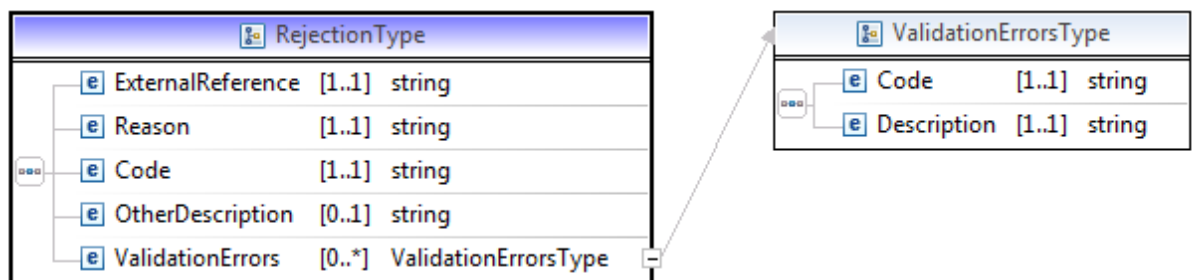 RejectionType
e ExternalReference [1..1] string
e Reason [1..1] string
e Code [1..1] string
e OtherDescription [0..1] string
e ValidationErrors [0..*] ValidationErrorsType
ValidationErrorsType
e Code [1..1] string
e Description [1..1] string